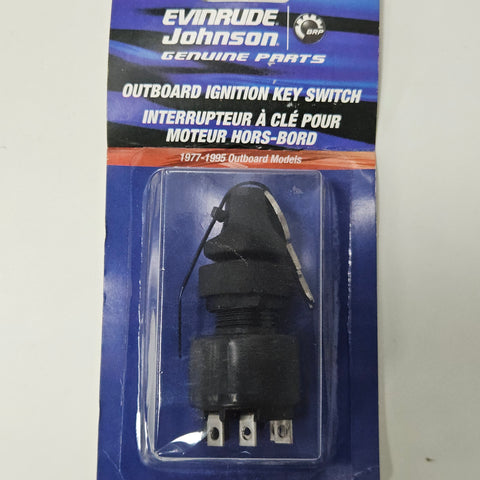 EVINRUDE
Johnson
BRP
GENUINE PARTS
OUTBOARD IGNITION KEY SWITCH
INTERRUPTEUR À CLÉ POUR
MOTEUR HORS-BORD
1977-1995 Outboard Models